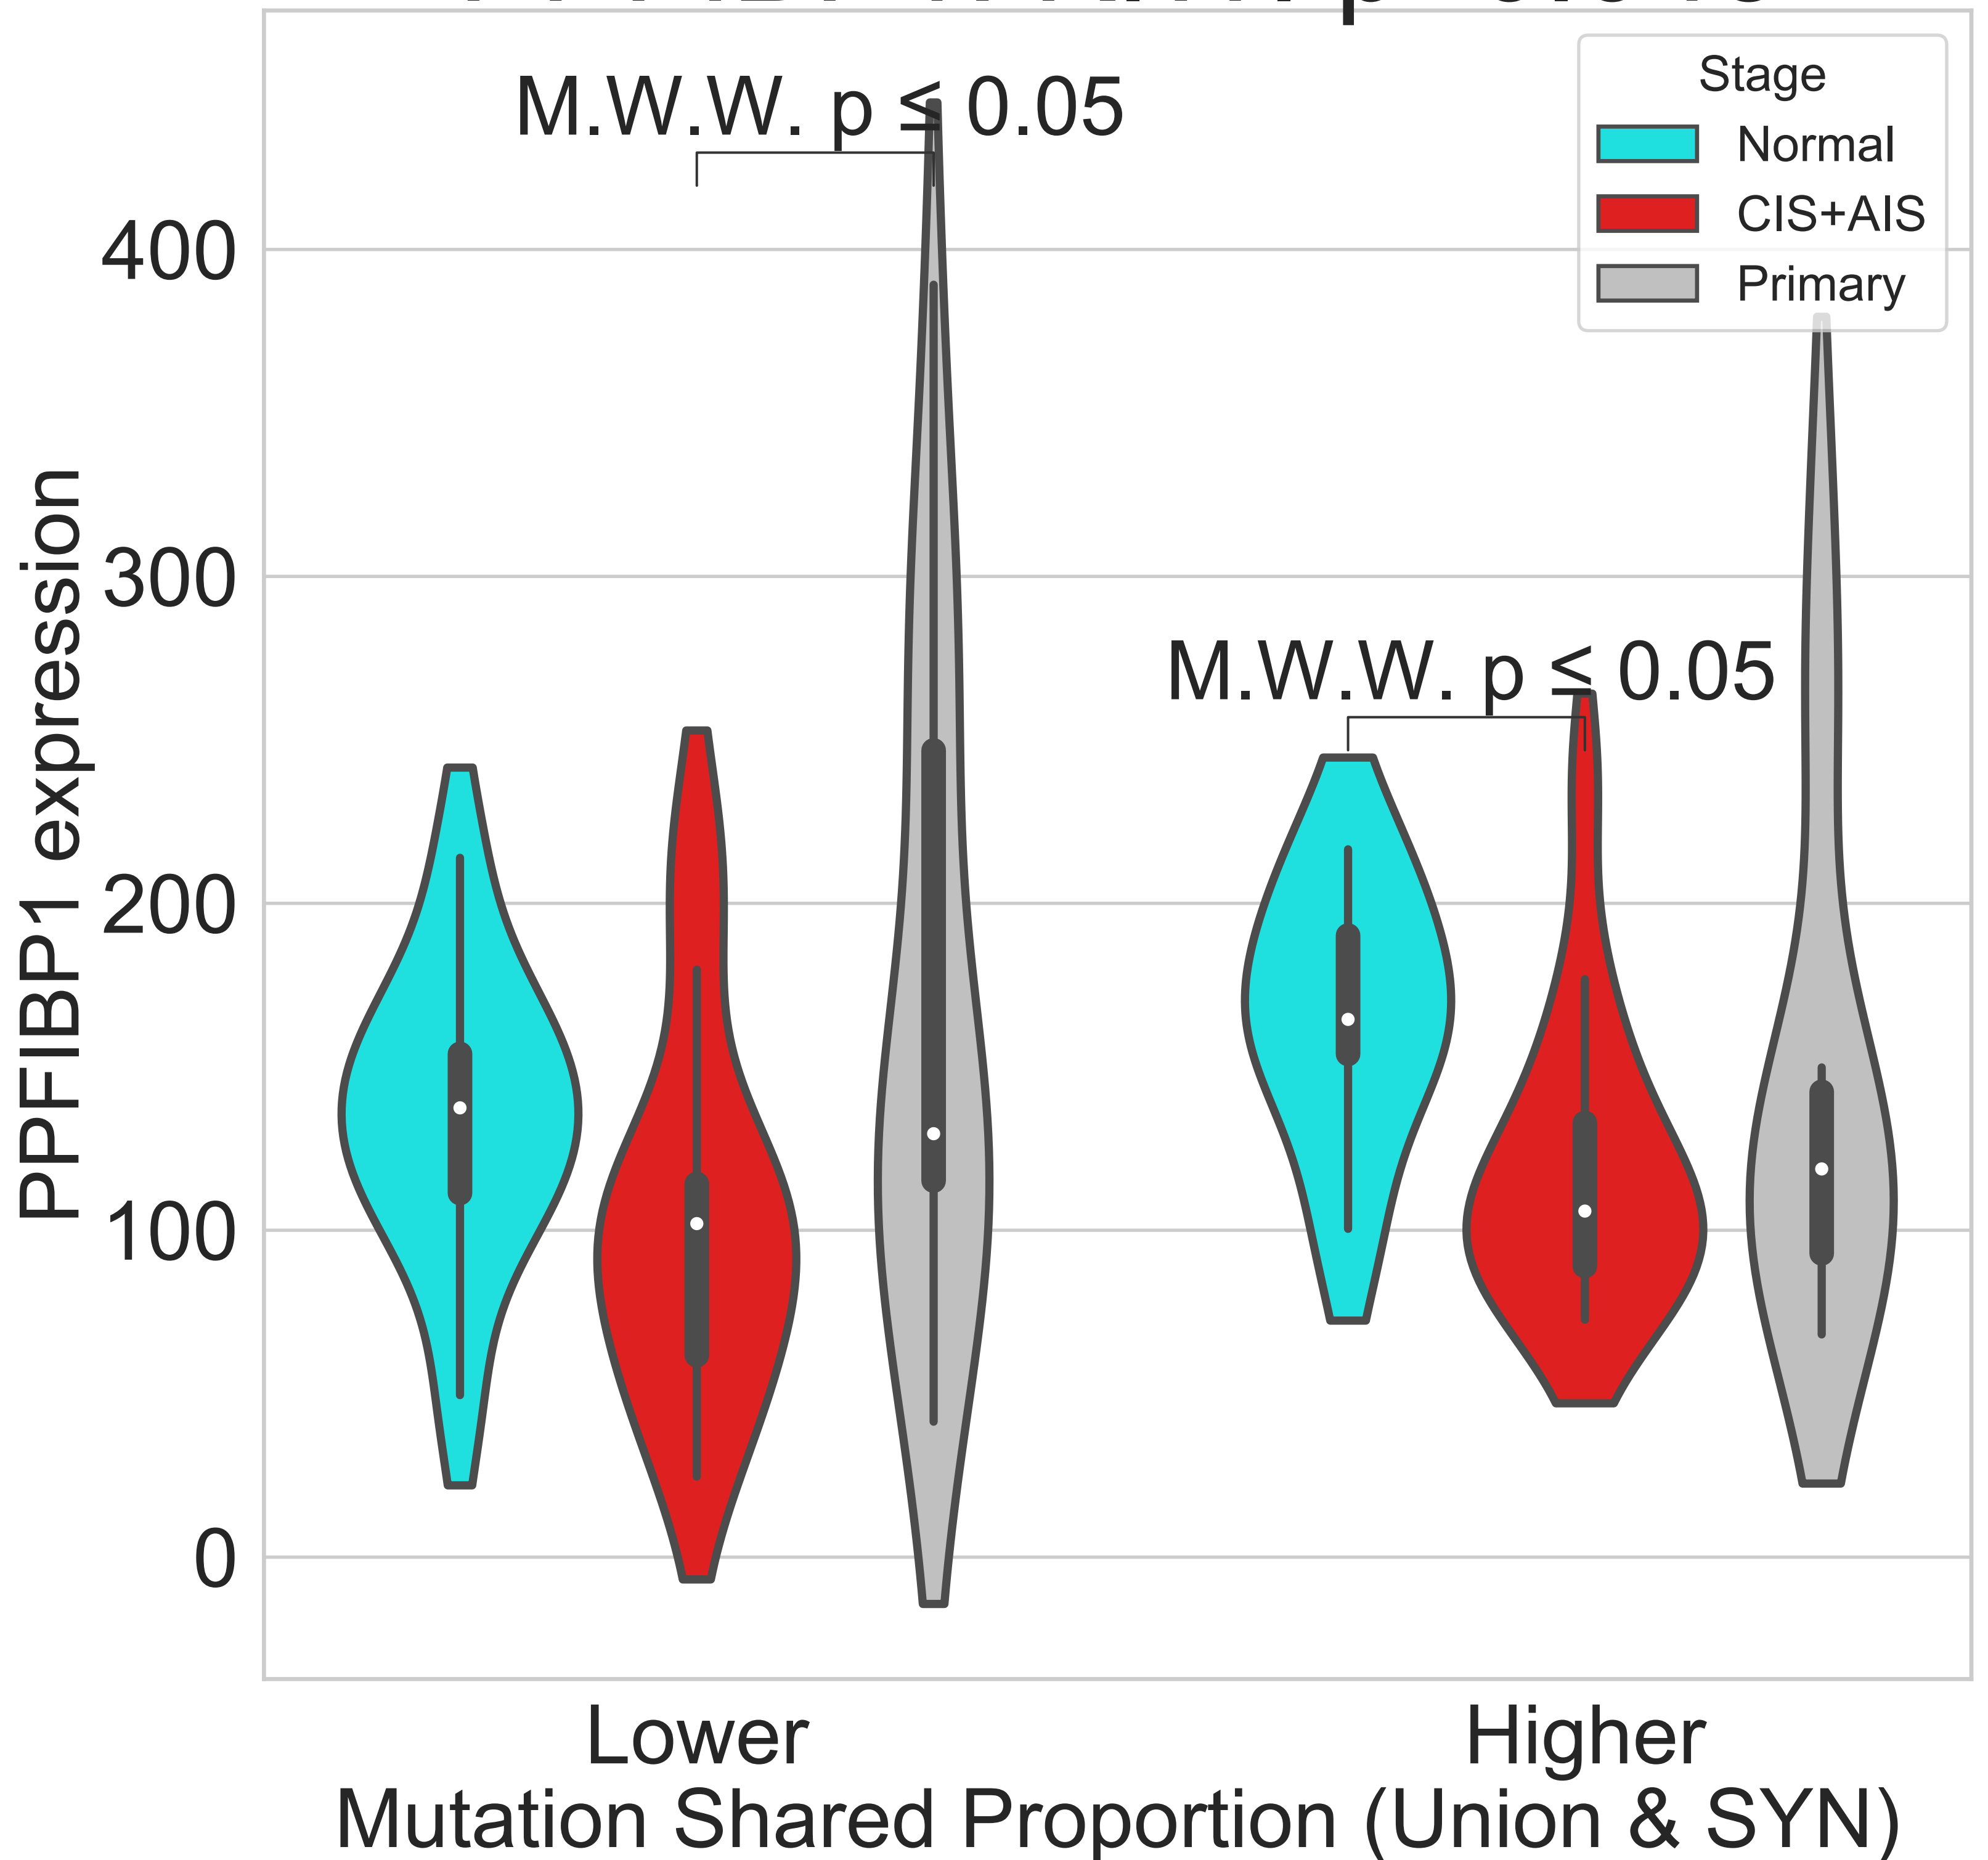 M.W.W. p ≤ 0.05
Stage
Normal
CIS+AIS
Primary
400
300
200
100
0
M.W.W. p ≤ 0.05
PPFIBP1 expression
Lower
Higher
Mutation Shared Proportion (Union & SYN)